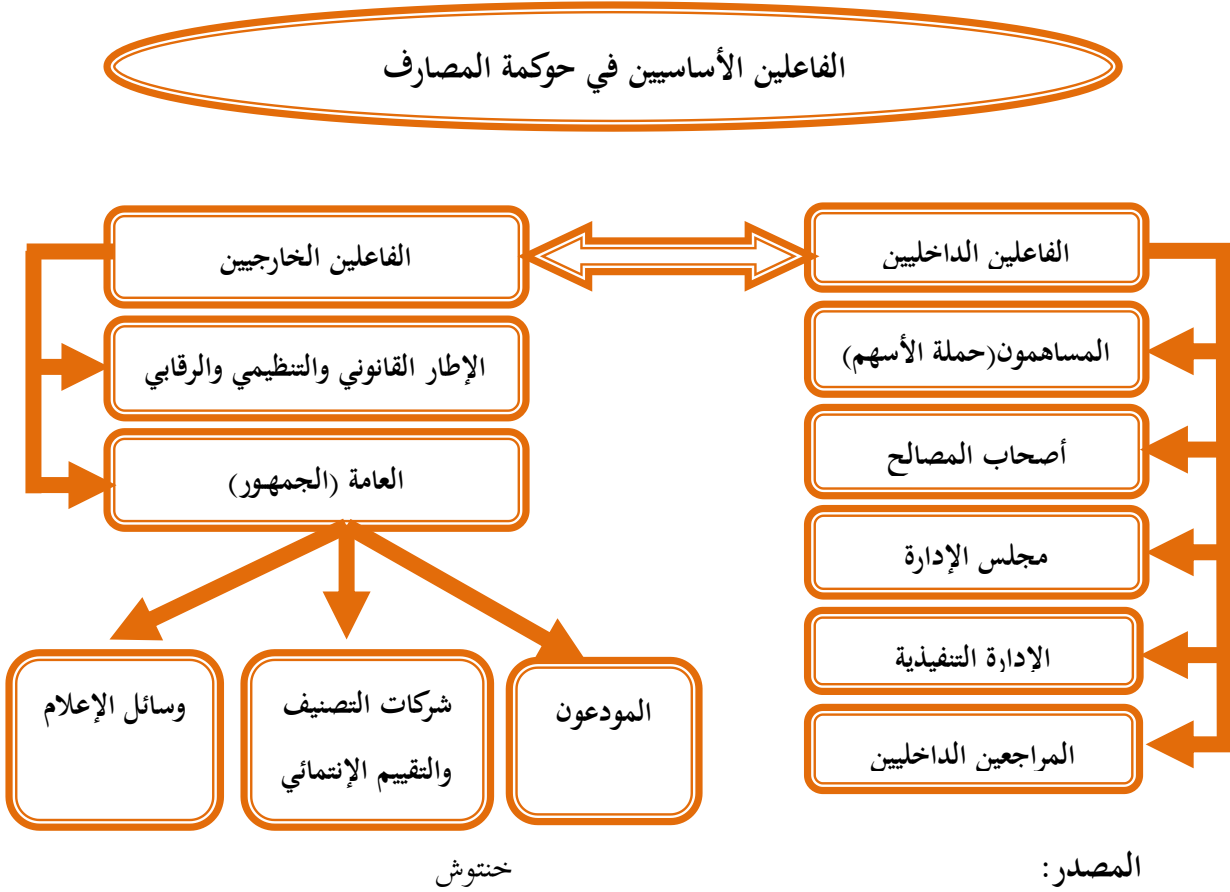 الفاعلين الأساسيين في حوكمة المصارف
الفاعلين الداخليين
المساهمون(حملة الأسهم)
أصحاب المصالح
مجلس الإدارة
الإدارة التنفيذية
المراجعين الداخليين
الفاعلين الخارجيين
الإطار القانوني والتنظيمي والرقابي
العامة (الجمهور)
المودعون
شركات التصنيف
والتقييم الإنتمائي
وسائل الإعلام
المصدر: خنتوش